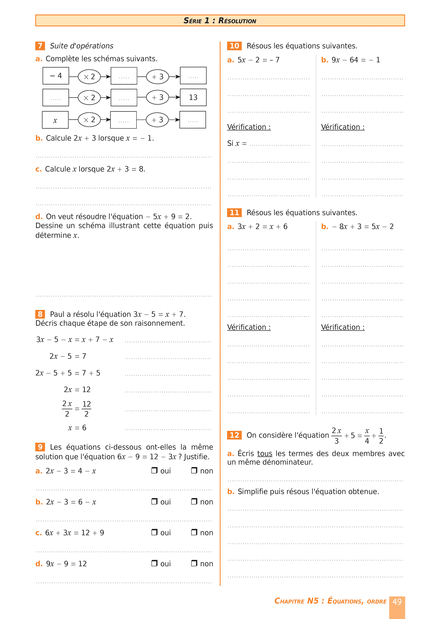 SÉRIE 1 : RÉSOLUTION
7 Suite d'opérations
a. Complète les schémas suivants.
− 4 × 2 ..... + 3 .....
..... × 2 ..... + 3 13
x × 2 ..... + 3 .....
b. Calcule 2x + 3 lorsque x = − 1.
c. Calcule x lorsque 2x + 3 = 8.
d. On veut résoudre l'équation − 5x + 9 = 2.
Dessine un schéma illustrant cette équation puis
détermine x.
8 Paul a résolu l'équation 3x − 5 = x + 7.
Décris chaque étape de son raisonnement.
3x − 5 − x = x + 7 − x
2x − 5 = 7
2x − 5 + 5 = 7 + 5
2x = 12
2x/2 = 12/2
x = 6
9 Les équations ci-dessous ont-elles la même
solution que l'équation 6x − 9 = 12 − 3x ? Justifie.
a. 2x − 3 = 4 − x ❒ oui ❒ non
b. 2x − 3 = 6 − x ❒ oui ❒ non
c. 6x + 3x = 12 + 9 ❒ oui ❒ non
d. 9x − 9 = 12 ❒ oui ❒ non
10 Résous les équations suivantes.
a. 5x − 2 = − 7 b. 9x − 64 = − 1
Vérification : Vérification :
Si x =
11 Résous les équations suivantes.
a. 3x + 2 = x + 6 b. − 8x + 3 = 5x − 2
Vérification : Vérification :
12 On considère l'équation 2x/3 + 5 = x/4 + 1/2.
a. Écris tous les termes des deux membres avec
un même dénominateur.
b. Simplifie puis résous l'équation obtenue.
CHAPITRE N5 : ÉQUATIONS, ORDRE 49